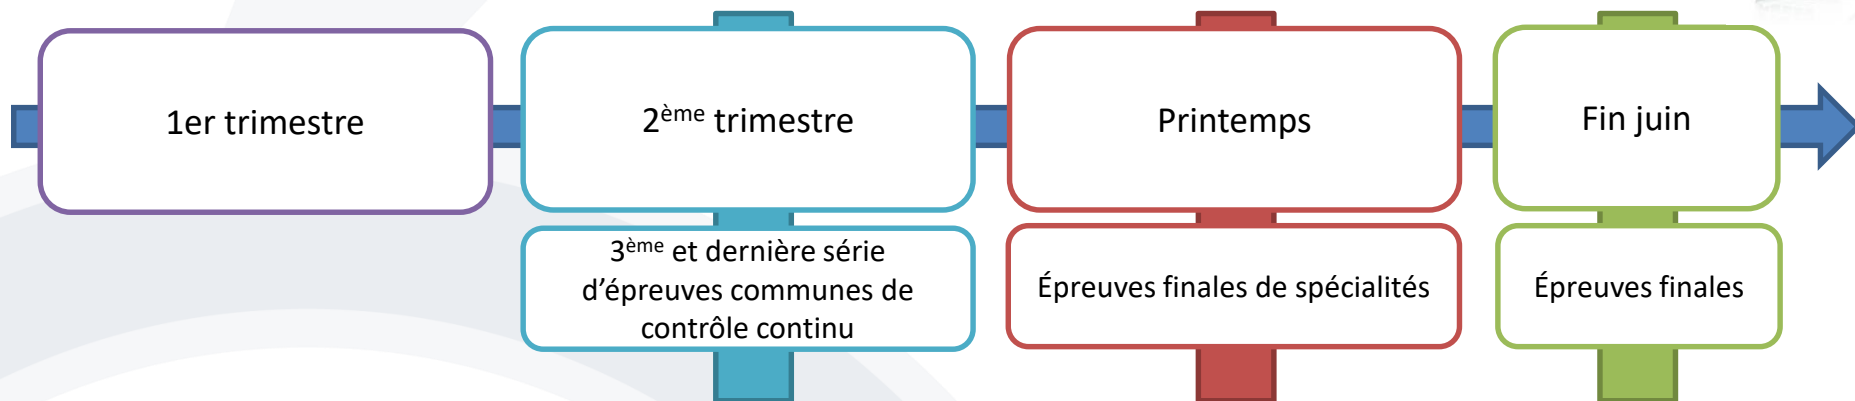 1er trimestre
2ème trimestre
Printemps
Fin juin
3ème et dernière série
d’épreuves communes de
contrôle continu
Épreuves finales de spécialités
Épreuves finales